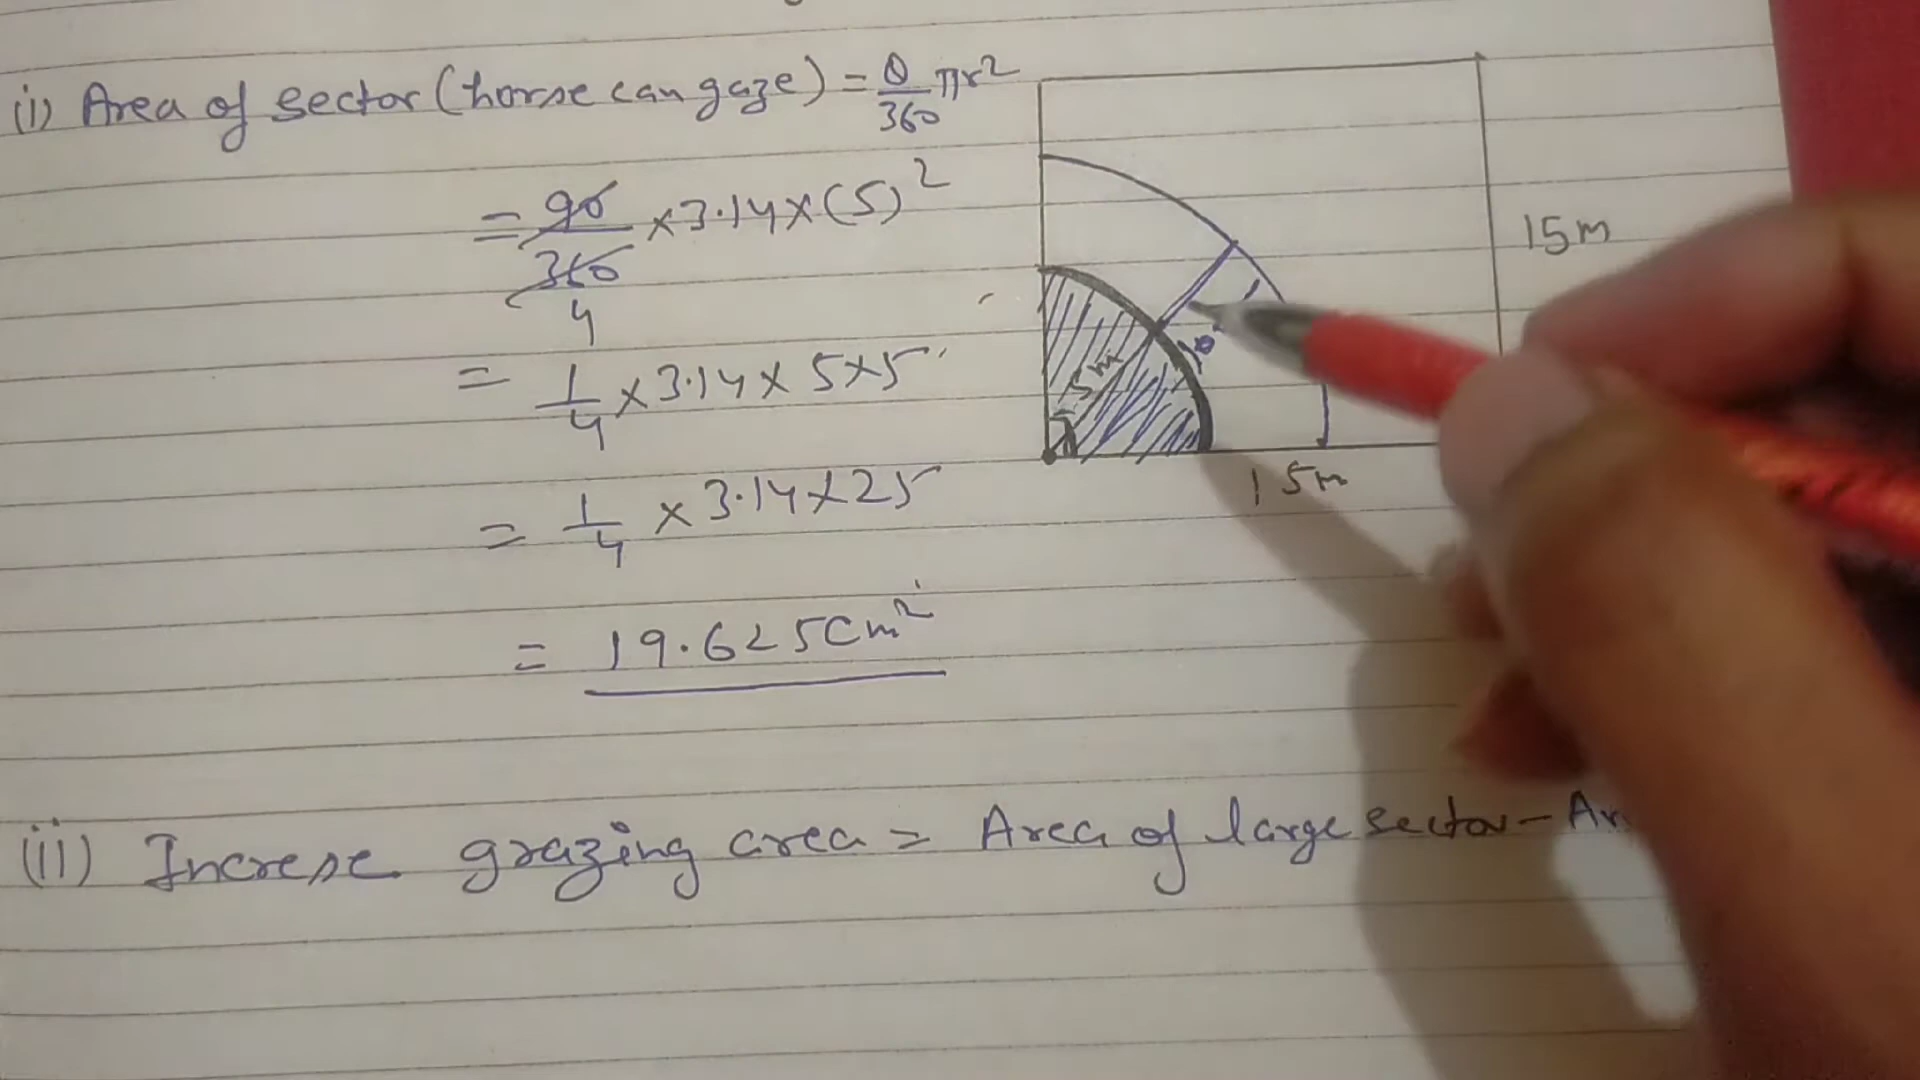 (i) Area of sector (horse can gaze) = θ/360 πr²
= 90/360 × 3.14 × (5)²
4
= 1/4 × 3.14 × 5 × 5
= 1/4 × 3.14 × 25
= 19.625 cm²
15m
5m
10
15m
(ii) Increse grazing area = Area of large sector - Ar